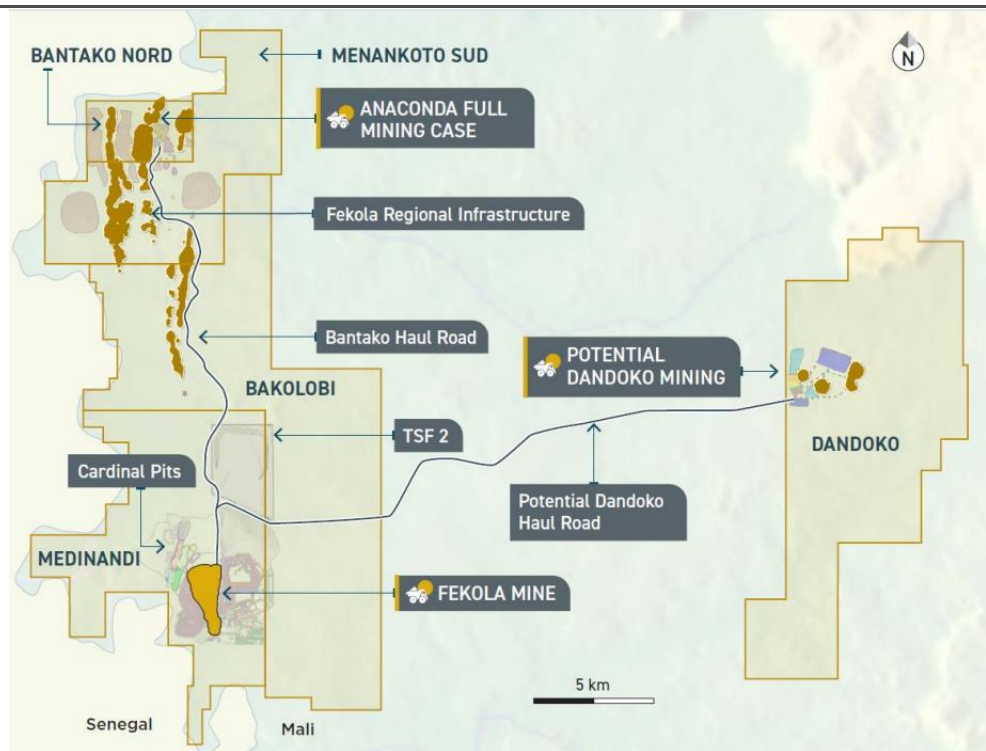 BANTAKO NORD
MENANKOTO SUD
N
ANACONDA FULL
MINING CASE
Fekola Regional Infrastructure
Bantako Haul Road
POTENTIAL
DANDOKO MINING
BAKOLOBI
TSF 2
DANDOKO
Cardinal Pits
Potential Dandoko
Haul Road
MEDINANDI
FEKOLA MINE
5 km
Senegal
Mali